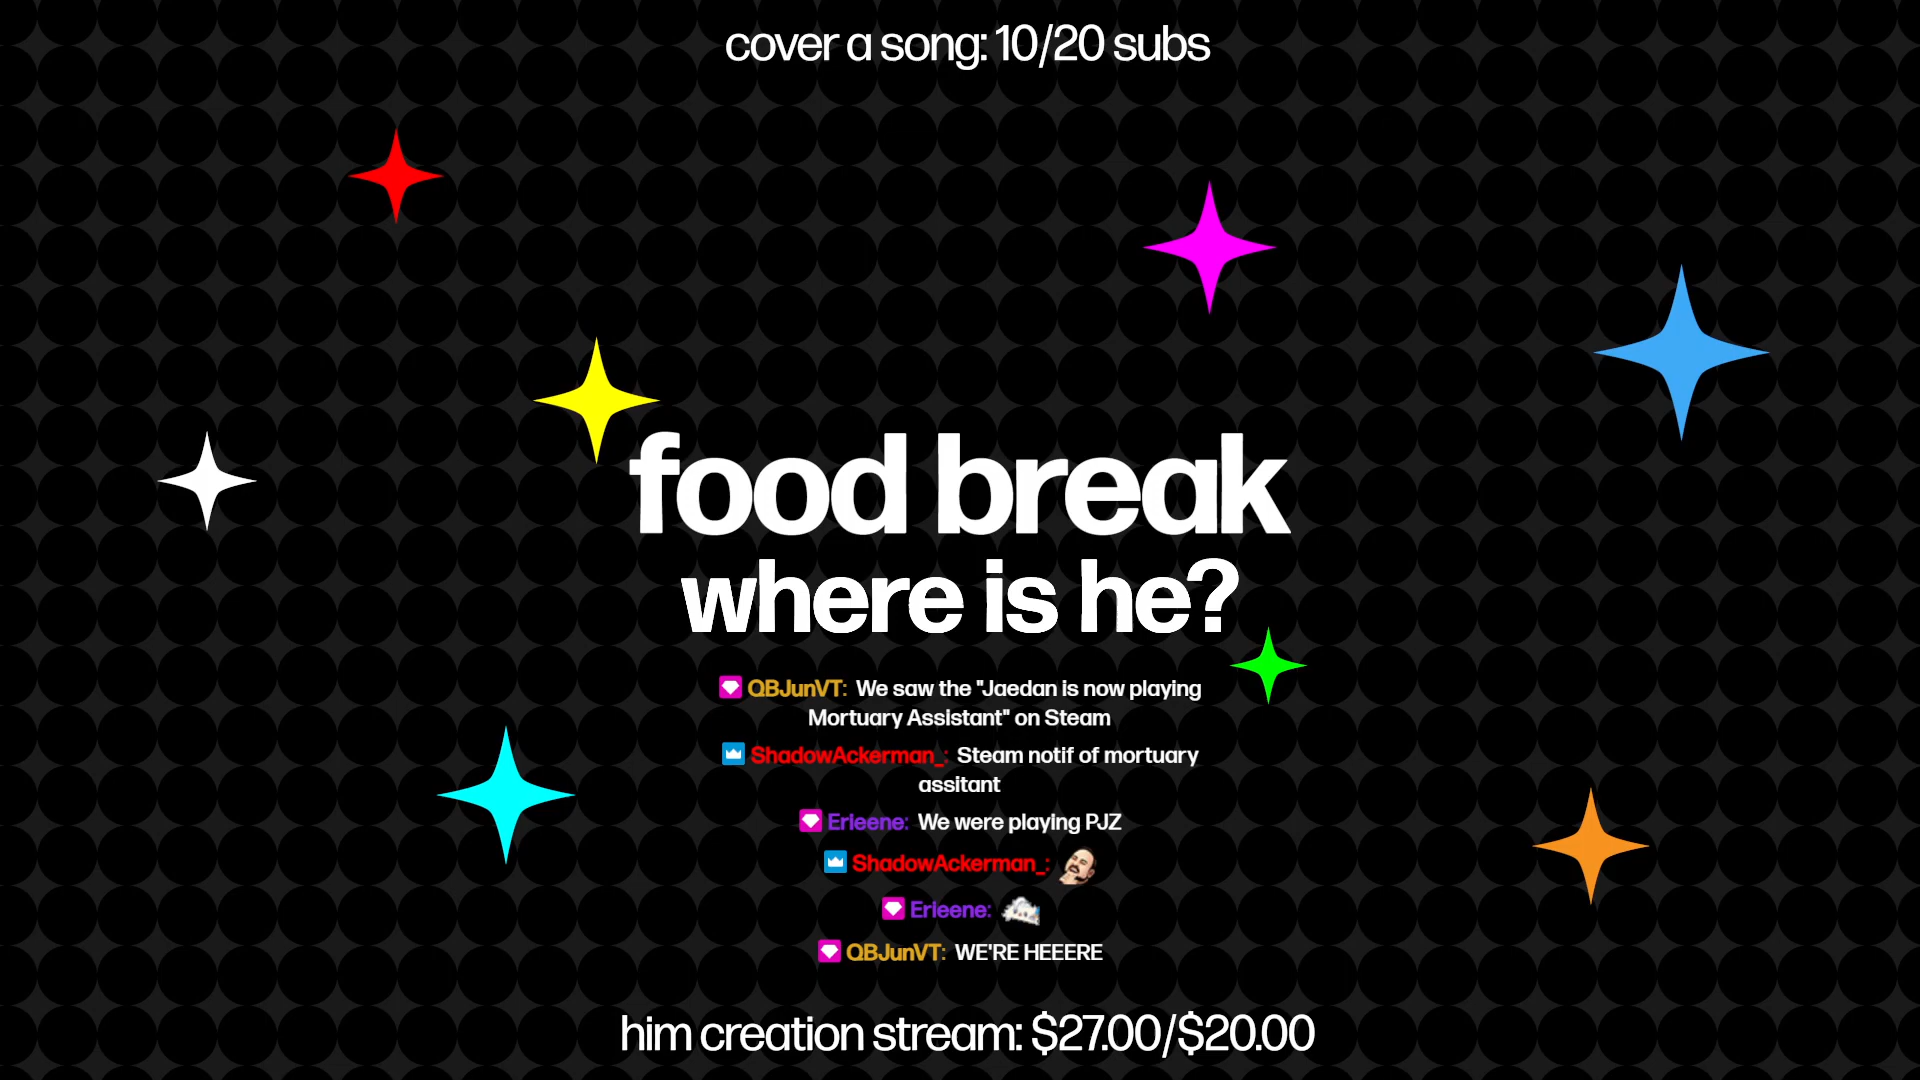 cover a song: 10/20 subs
food break
where is he?
QBJunVT: We saw the "Jaedan is now playing
Mortuary Assistant" on Steam
ShadowAckerman_: Steam notif of mortuary
assitant
Erieene: We were playing PJZ
ShadowAckerman_:
Erieene:
QBJunVT: WE'RE HEEERE
him creation stream: $27.00/$20.00